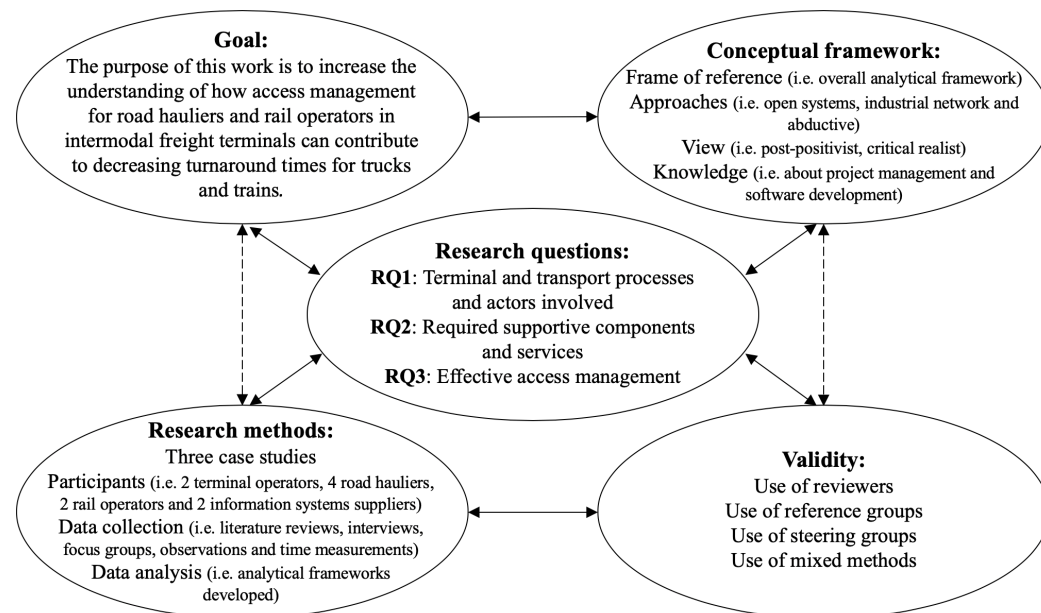 Goal:
The purpose of this work is to increase the
understanding of how access management
for road hauliers and rail operators in
intermodal freight terminals can contribute
to decreasing turnaround times for trucks
and trains.
Conceptual framework:
Frame of reference (i.e. overall analytical framework)
Approaches (i.e. open systems, industrial network and
abductive)
View (i.e. post-positivist, critical realist)
Knowledge (i.e. about project management and
software development)
Research questions:
RQ1: Terminal and transport processes
and actors involved
RQ2: Required supportive components
and services
RQ3: Effective access management
Research methods:
Three case studies
Participants (i.e. 2 terminal operators, 4 road hauliers,
2 rail operators and 2 information systems suppliers)
Data collection (i.e. literature reviews, interviews,
focus groups, observations and time measurements)
Data analysis (i.e. analytical frameworks
developed)
Validity:
Use of reviewers
Use of reference groups
Use of steering groups
Use of mixed methods